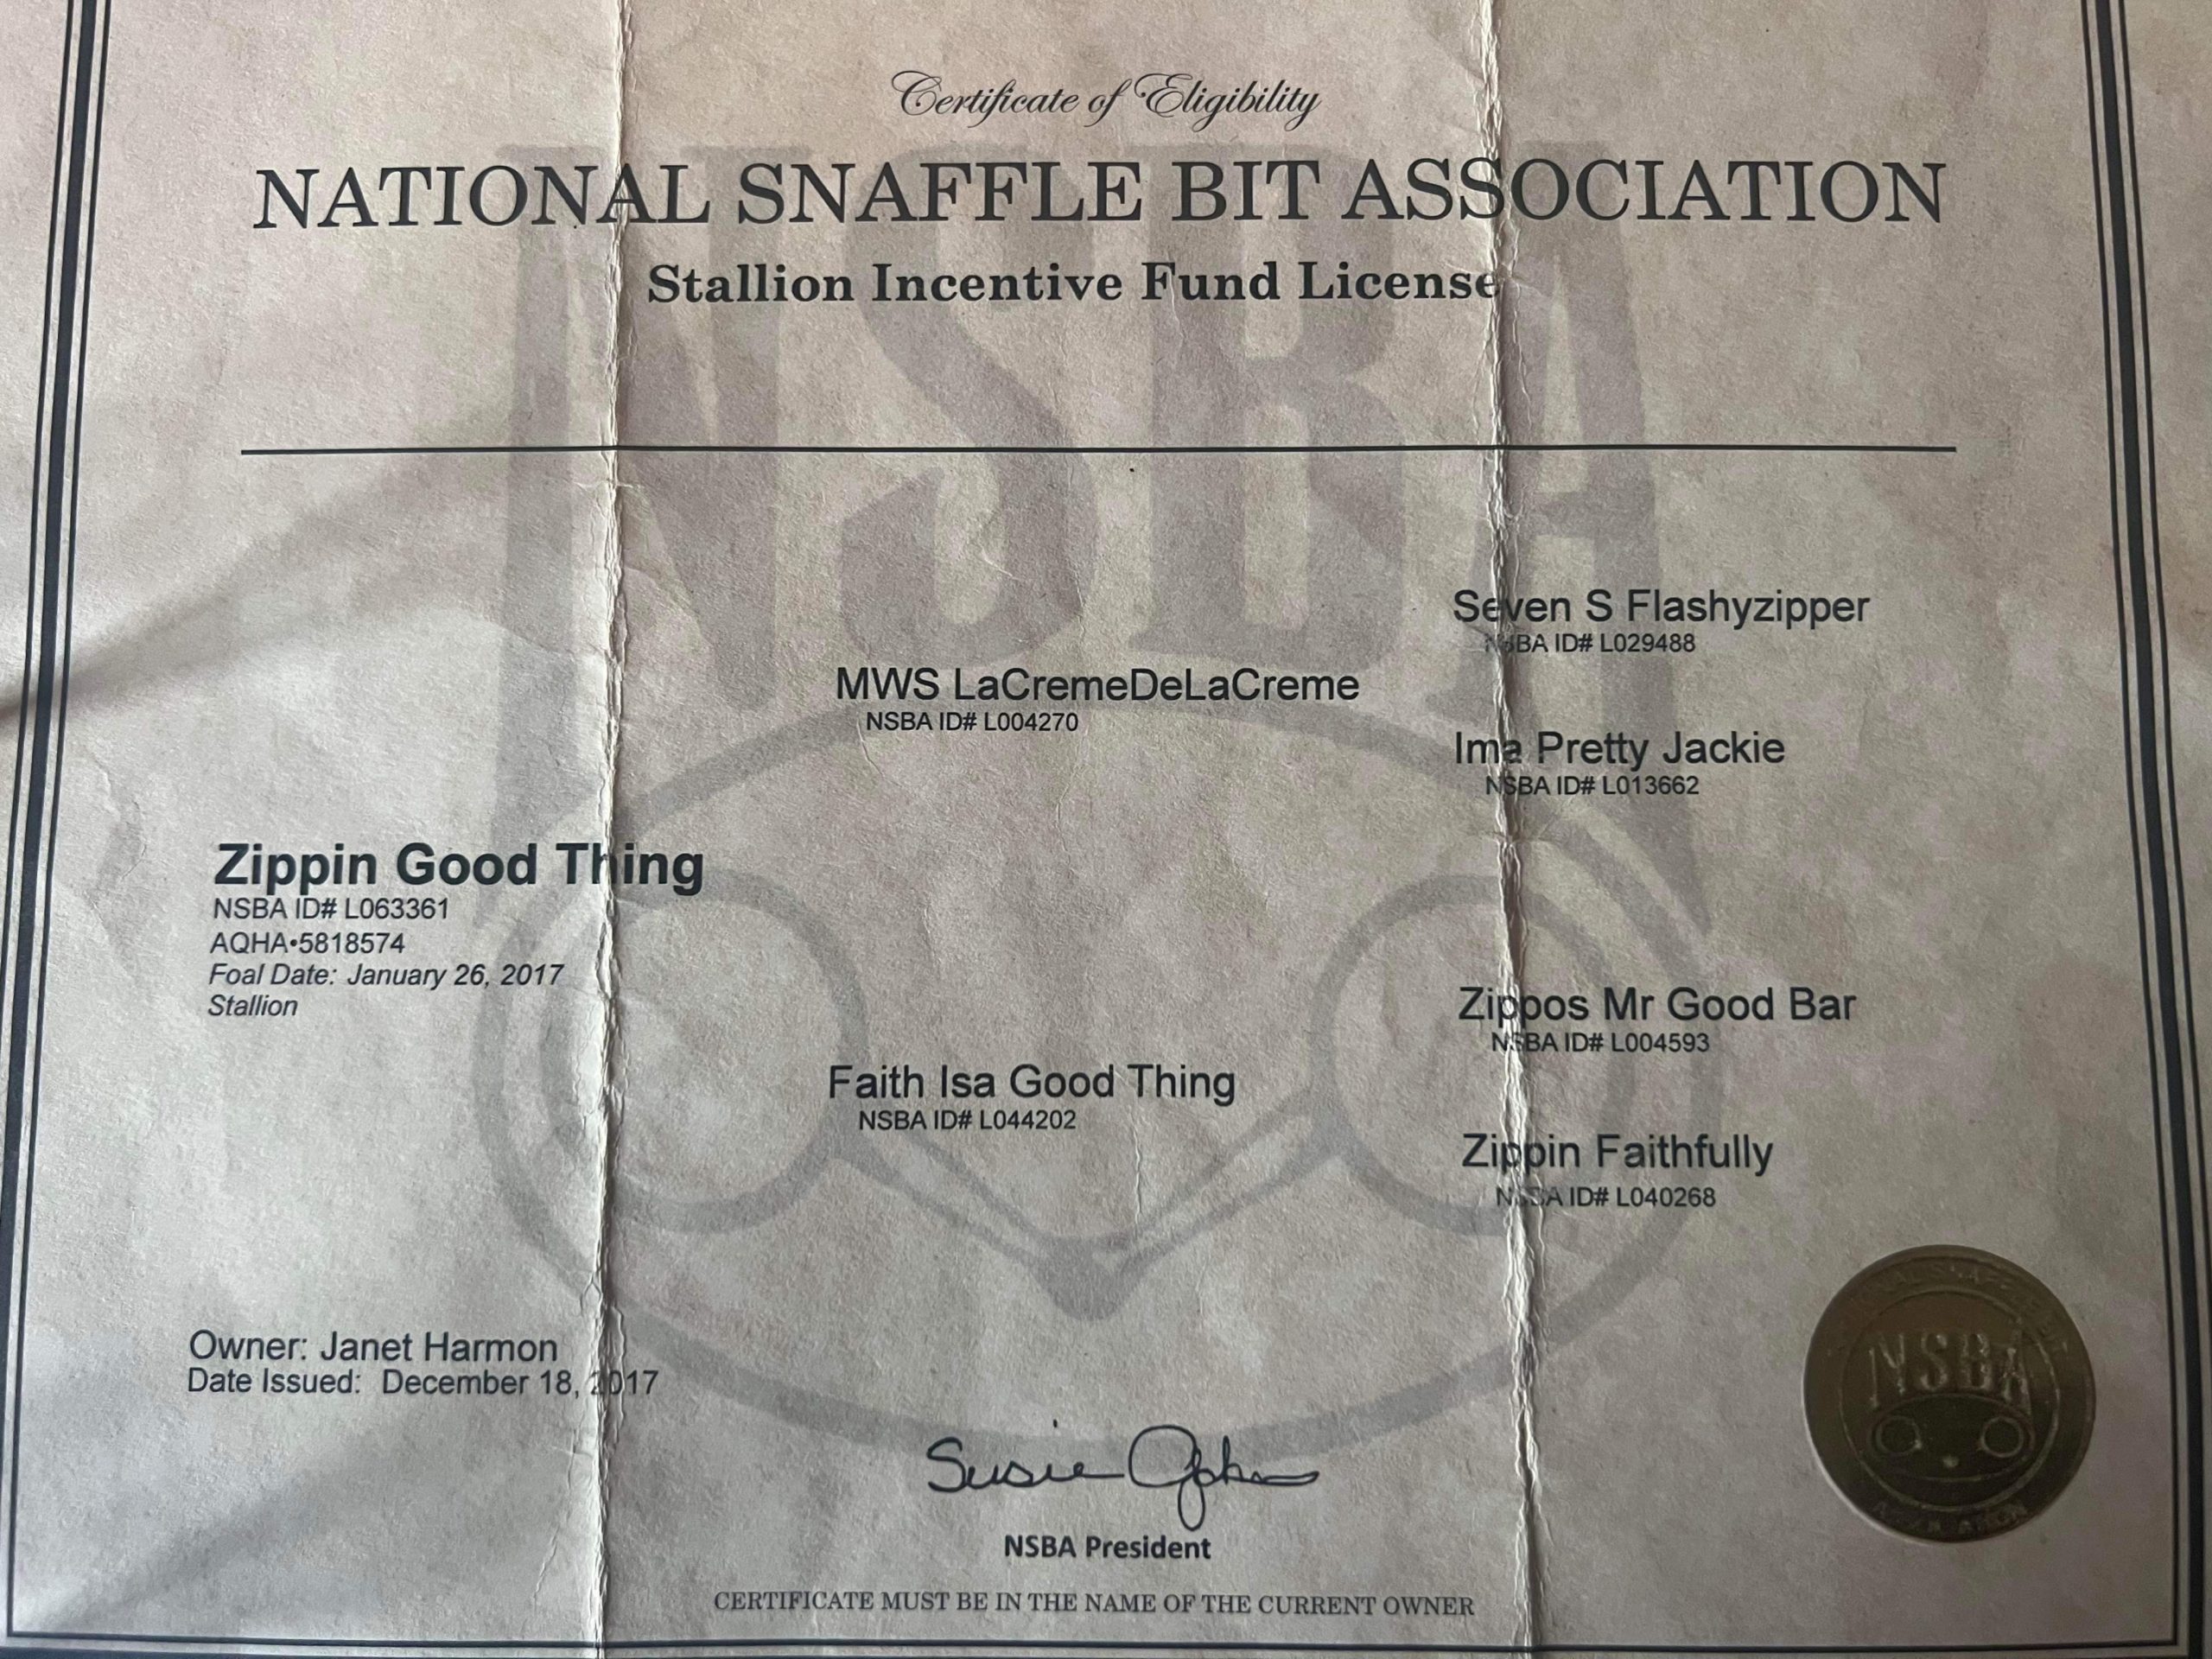 Certificate of Eligibility
NATIONAL SNAFFLE BIT ASSOCIATION
Stallion Incentive Fund License
NSBA
Seven S Flashyzipper
NSBA ID# L029488
MWS LaCremeDeLaCreme
NSBA ID# L004270
Ima Pretty Jackie
NSBA ID# L013662
Zippin Good Thing
NSBA ID# L063361
AQHA•5818574
Foal Date: January 26, 2017
Stallion
Zippos Mr Good Bar
NSBA ID# L004593
Faith Isa Good Thing
NSBA ID# L044202
Zippin Faithfully
NSBA ID# L040268
Owner: Janet Harmon
Date Issued: December 18, 2017
NSBA
Susie
NSBA President
CERTIFICATE MUST BE IN THE NAME OF THE CURRENT OWNER